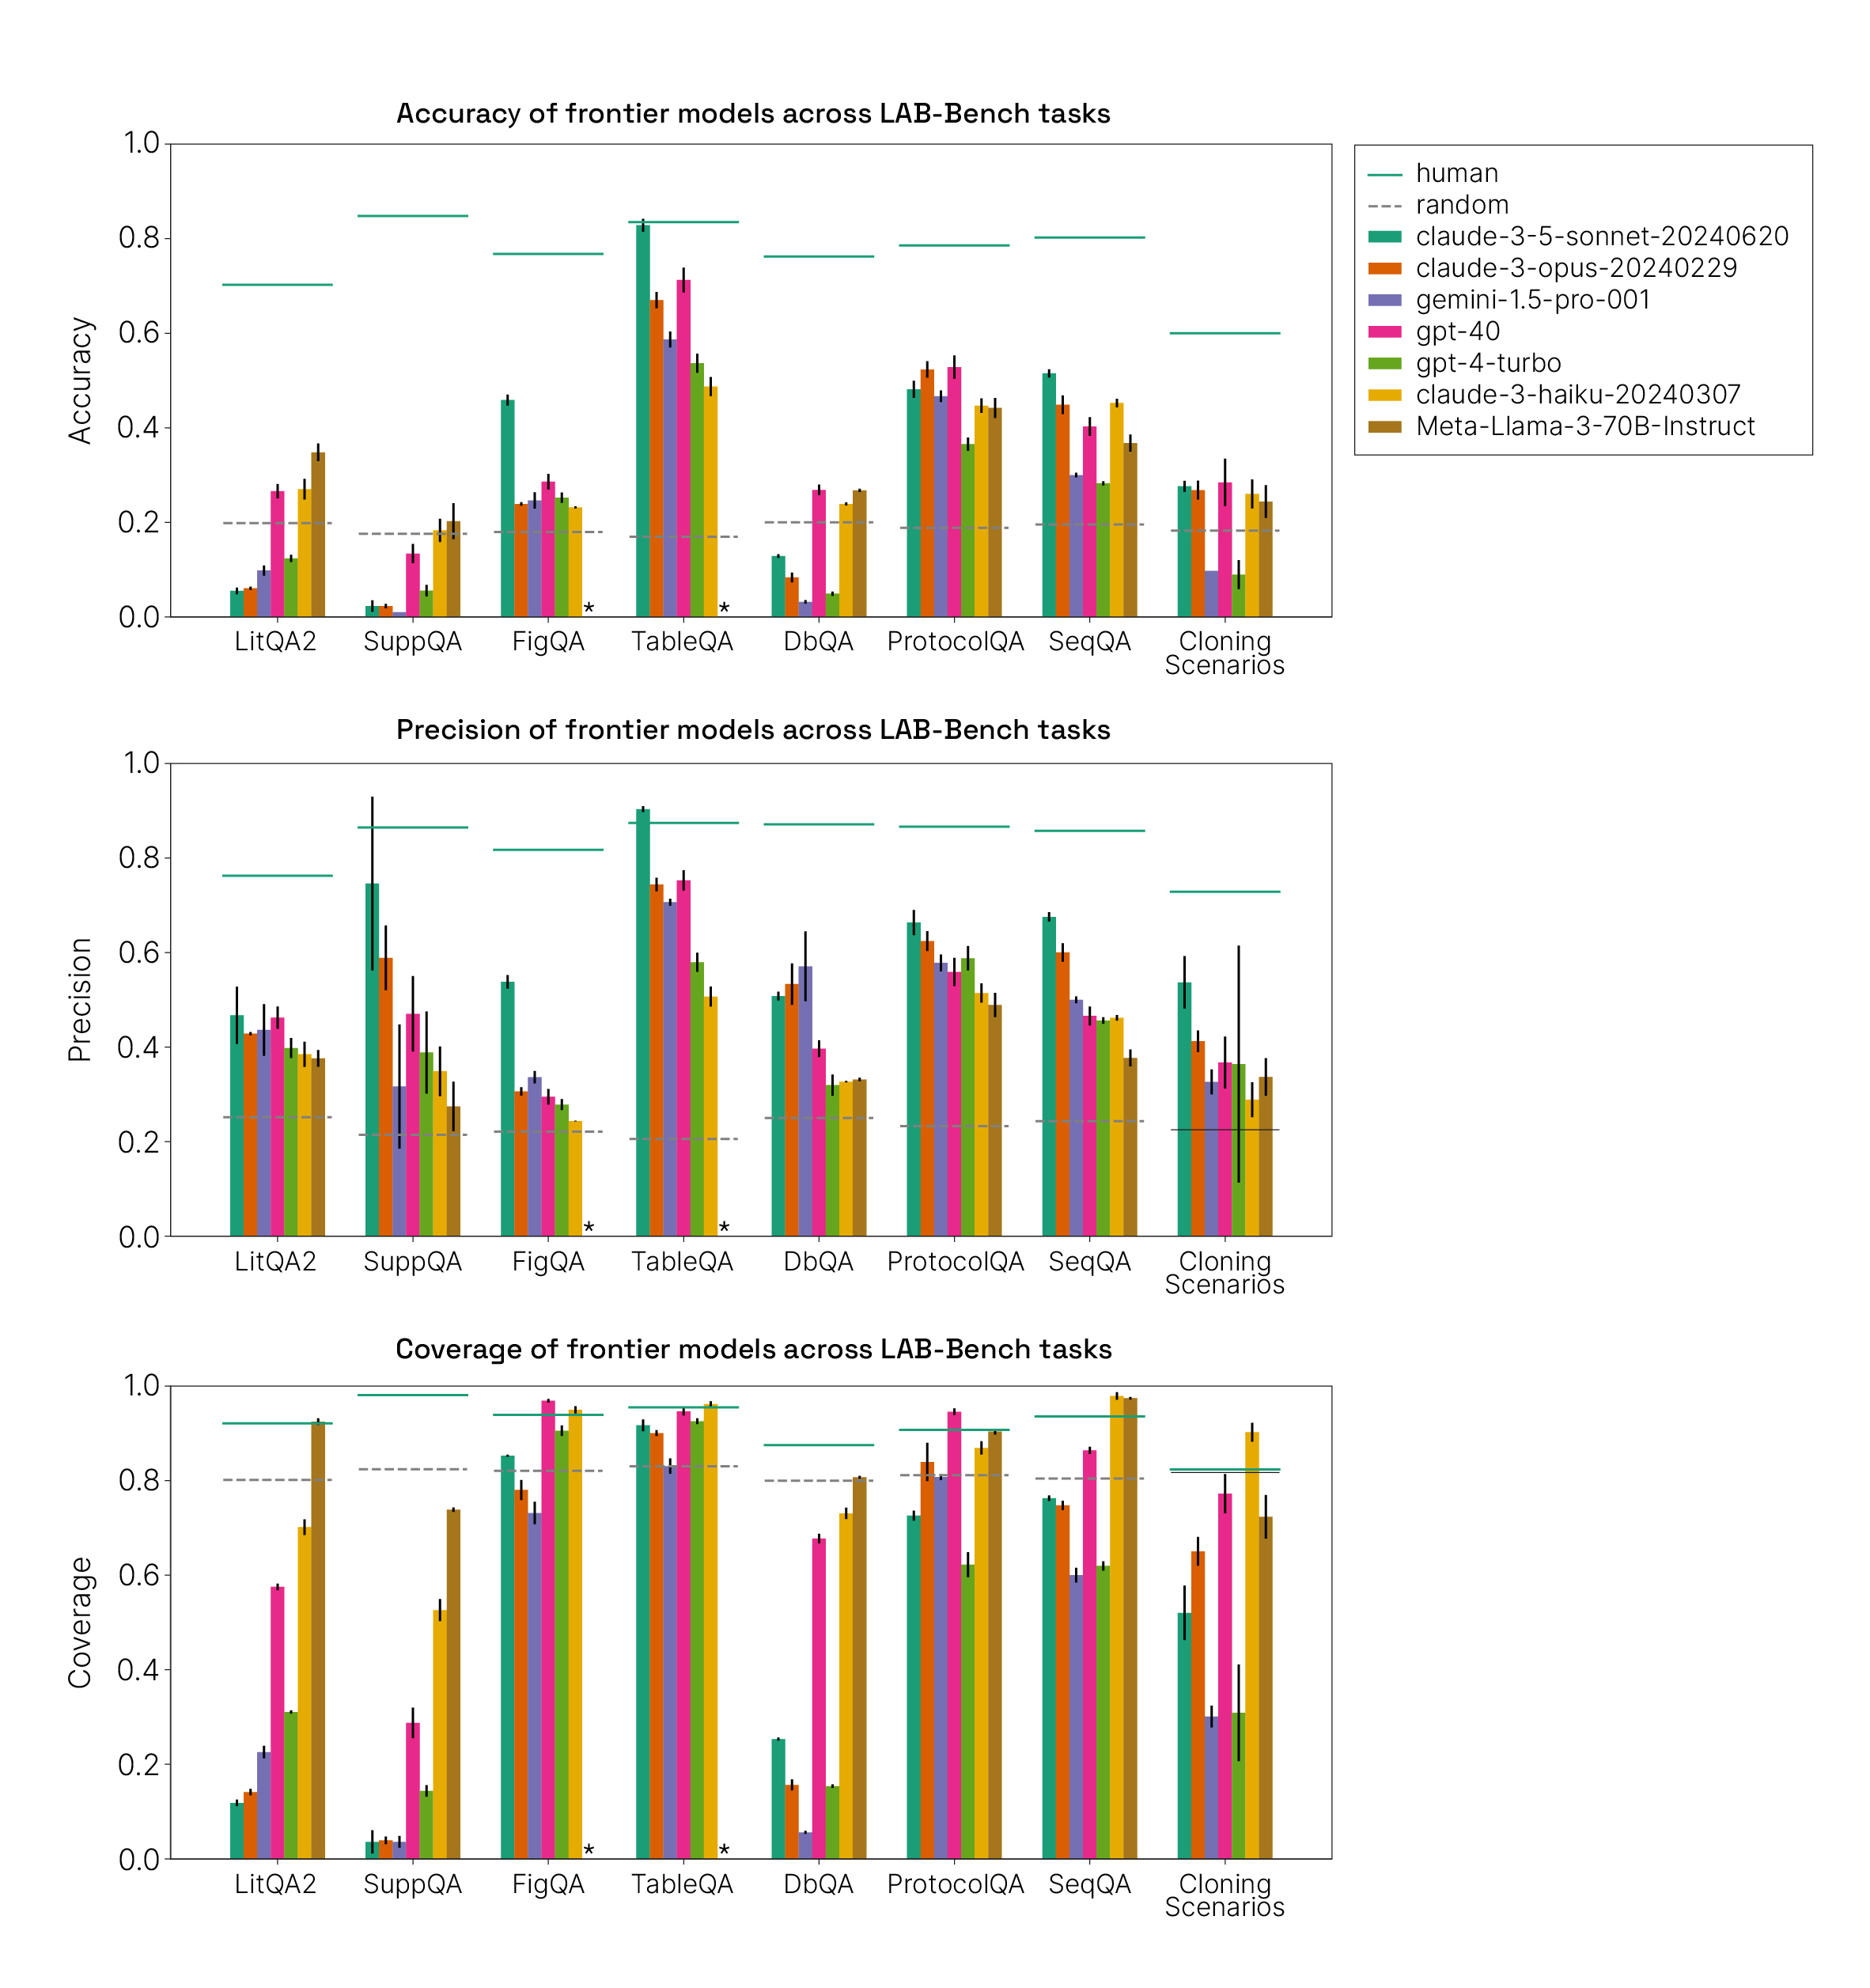 Accuracy of frontier models across LAB-Bench tasks
1.0
0.8
0.6
0.4
0.2
0.0
Accuracy
LitQA2 SuppQA FigQA TableQA DbQA ProtocolQA SeqQA Cloning
Scenarios
* *
human
random
claude-3-5-sonnet-20240620
claude-3-opus-20240229
gemini-1.5-pro-001
gpt-40
gpt-4-turbo
claude-3-haiku-20240307
Meta-Llama-3-70B-Instruct
Precision of frontier models across LAB-Bench tasks
1.0
0.8
0.6
0.4
0.2
0.0
Precision
* *
LitQA2 SuppQA FigQA TableQA DbQA ProtocolQA SeqQA Cloning
Scenarios
Coverage of frontier models across LAB-Bench tasks
1.0
0.8
0.6
0.4
0.2
0.0
Coverage
* *
LitQA2 SuppQA FigQA TableQA DbQA ProtocolQA SeqQA Cloning
Scenarios